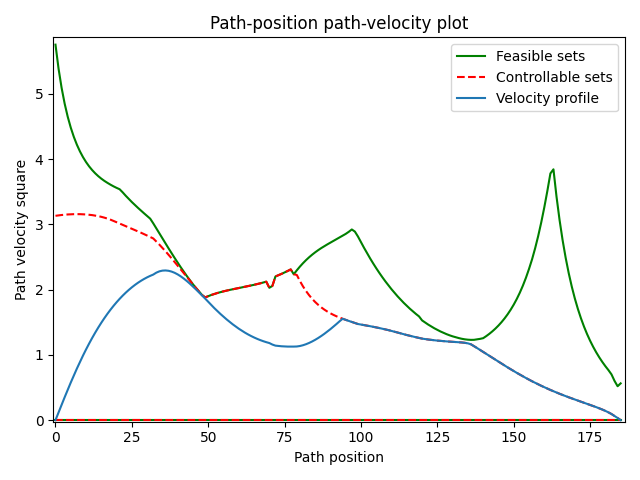 Path-position path-velocity plot
Feasible sets
Controllable sets
Velocity profile
Path velocity square
5
4
3
2
1
0
0 25 50 75 100 125 150 175
Path position